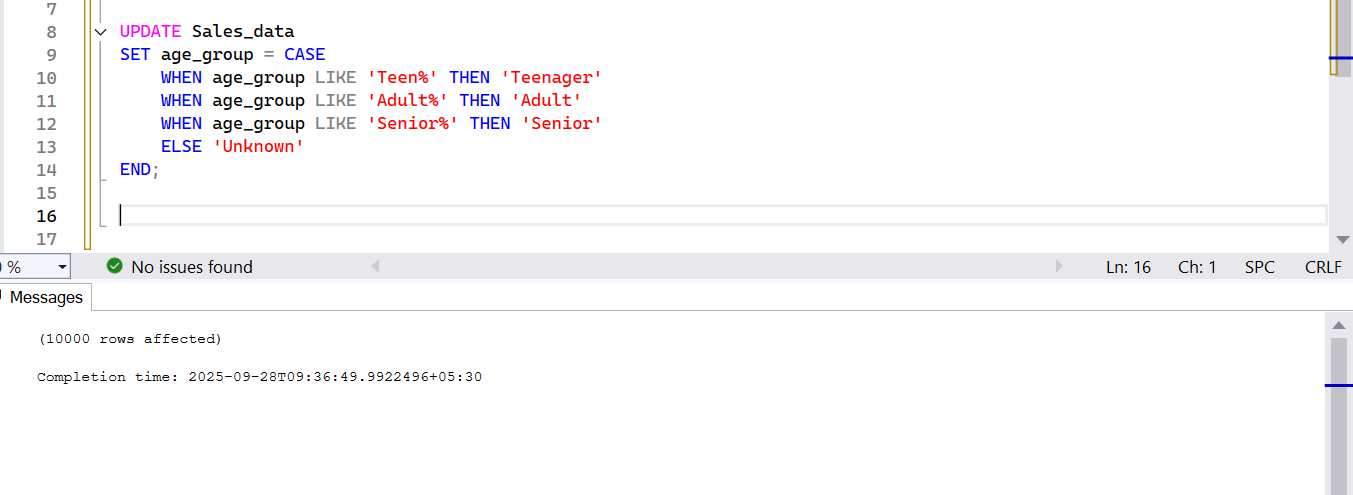 7
8 UPDATE Sales_data
9 SET age_group = CASE
10 WHEN age_group LIKE 'Teen%' THEN 'Teenager'
11 WHEN age_group LIKE 'Adult%' THEN 'Adult'
12 WHEN age_group LIKE 'Senior%' THEN 'Senior'
13 ELSE 'Unknown'
14 END;
15
16
17
% No issues found Ln: 16 Ch: 1 SPC CRLF
Messages
(10000 rows affected)
Completion time: 2025-09-28T09:36:49.9922496+05:30